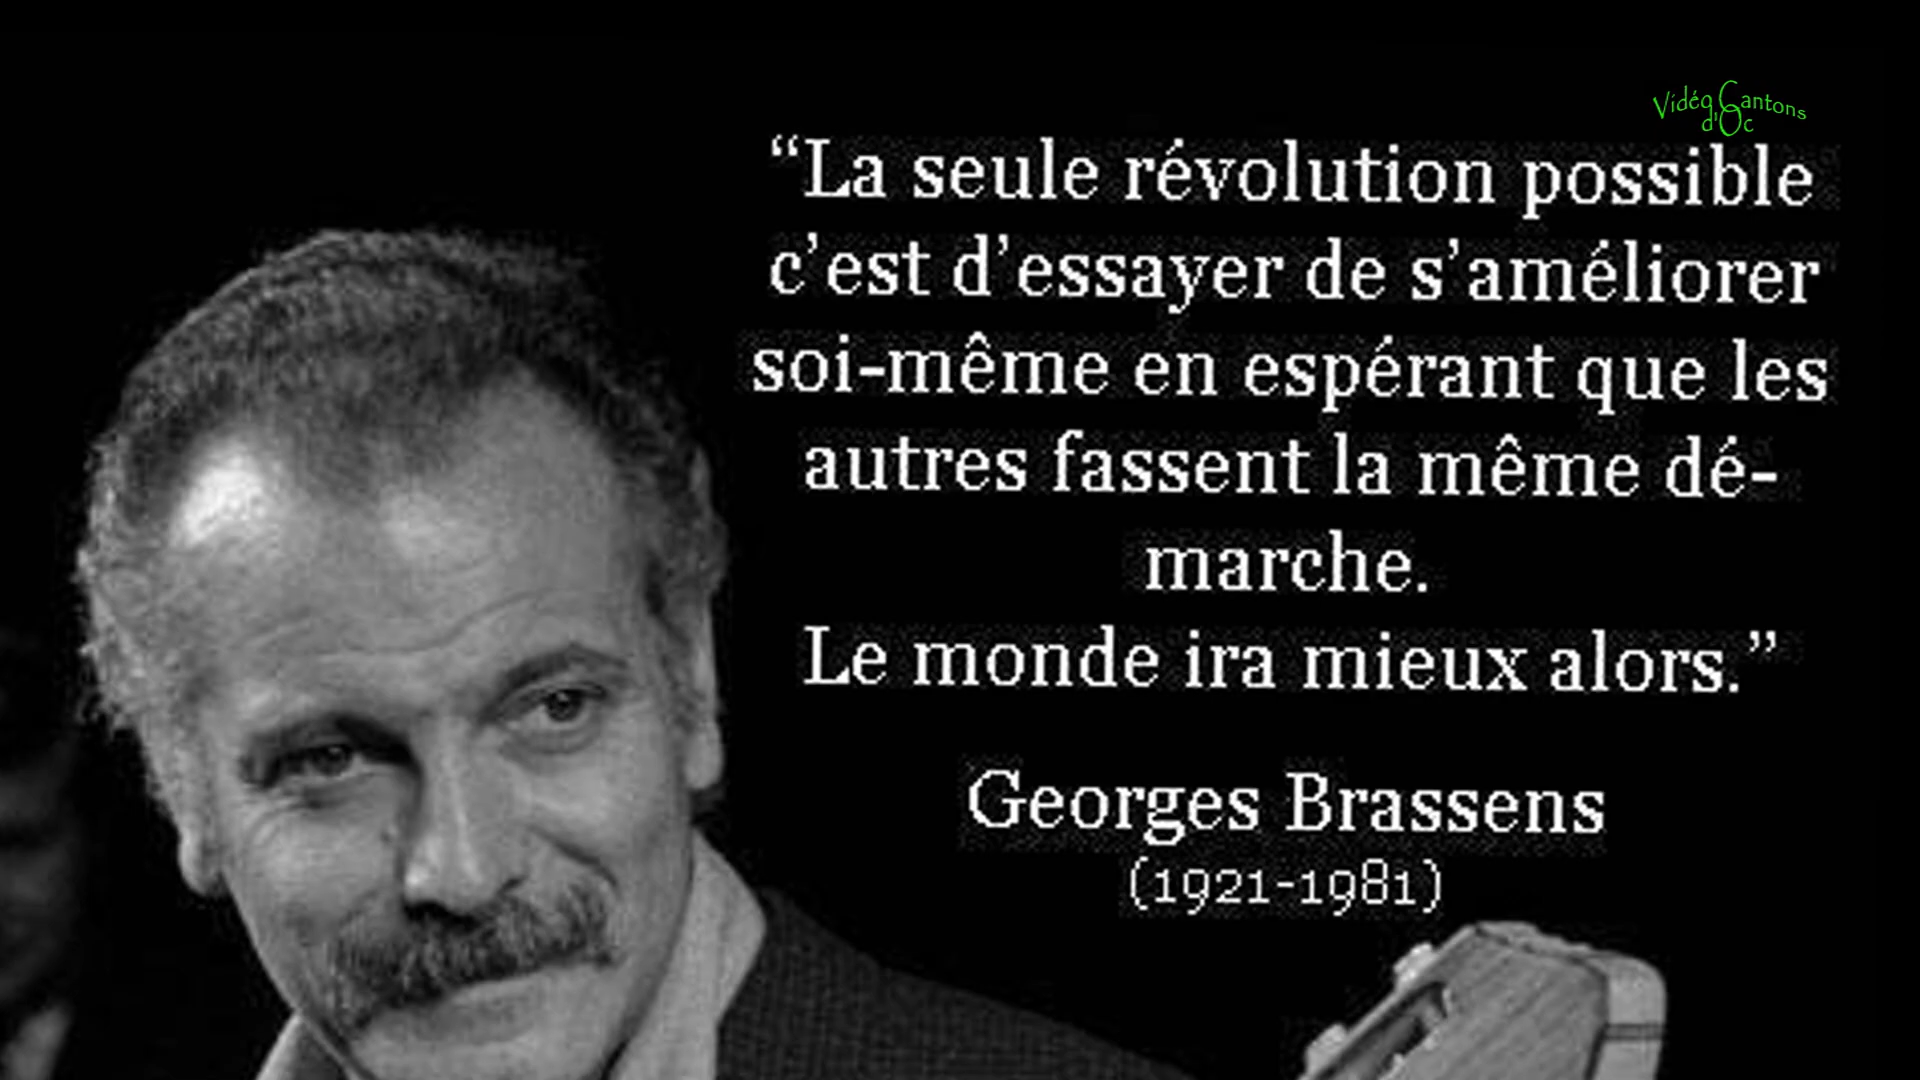 Vidéo Cantons
d'Oc
“La seule révolution possible
c’est d’essayer de s’améliorer
soi-même en espérant que les
autres fassent la même dé-
marche.
Le monde ira mieux alors.”
Georges Brassens
(1921-1981)